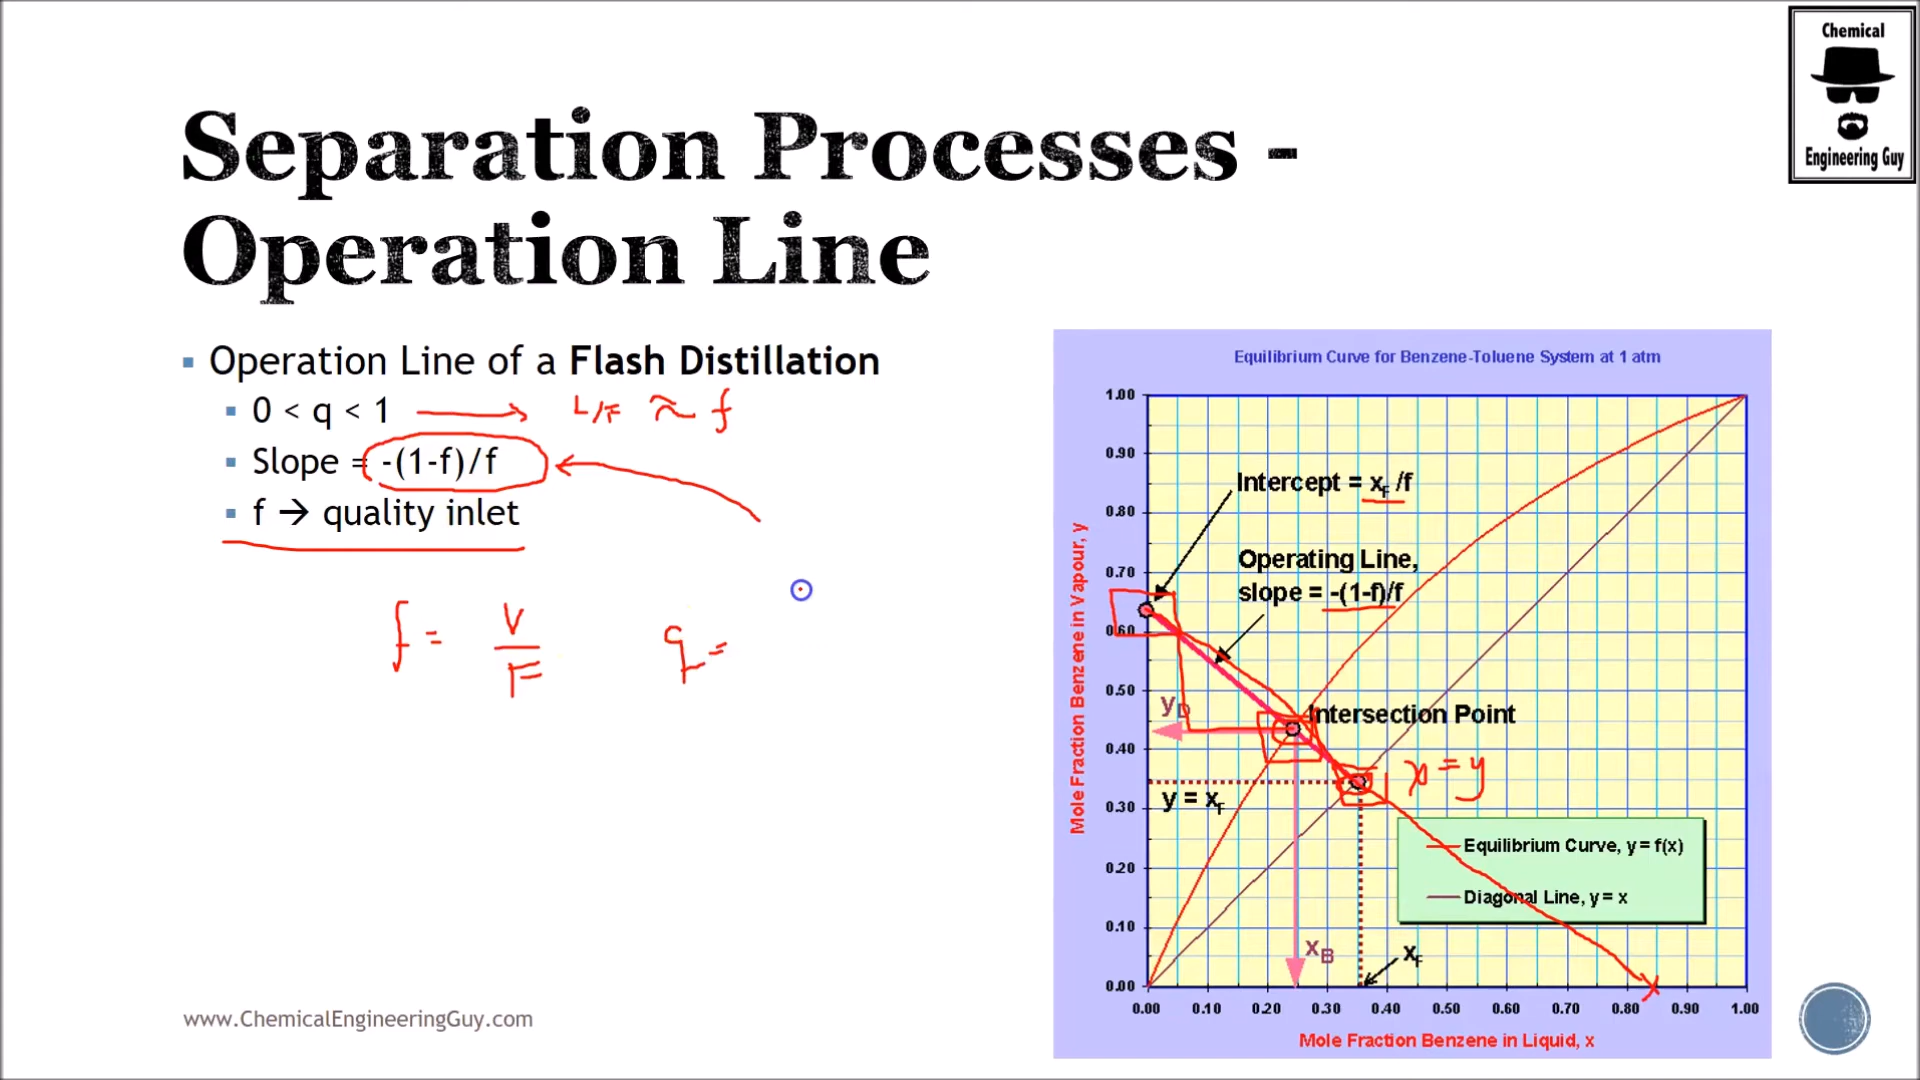 Chemical
Engineering Guy
Separation Processes -
Operation Line
Operation Line of a Flash Distillation
0 < q < 1 L/F ≈ f
Slope = -(1-f)/f
f → quality inlet
f = V/F
q =
www.ChemicalEngineeringGuy.com
Equilibrium Curve for Benzene-Toluene System at 1 atm
Mole Fraction Benzene in Vapour, y
1.00
0.90
0.80
0.70
0.60
0.50
0.40
0.30
0.20
0.10
0.00
Intercept = xF /f
Operating Line,
slope = -(1-f)/f
Intersection Point
yD
x = y
y = xF
Equilibrium Curve, y = f(x)
Diagonal Line, y = x
xB
xF
0.00 0.10 0.20 0.30 0.40 0.50 0.60 0.70 0.80 0.90 1.00
Mole Fraction Benzene in Liquid, x